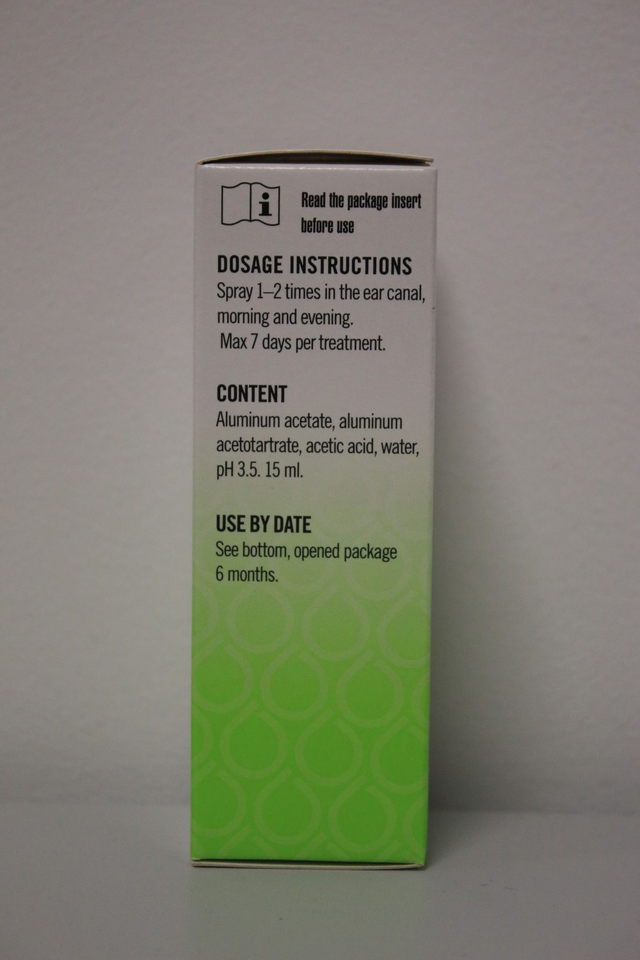 Read the package insert
before use
DOSAGE INSTRUCTIONS
Spray 1–2 times in the ear canal,
morning and evening.
Max 7 days per treatment.
CONTENT
Aluminum acetate, aluminum
acetotartrate, acetic acid, water,
pH 3.5. 15 ml.
USE BY DATE
See bottom, opened package
6 months.